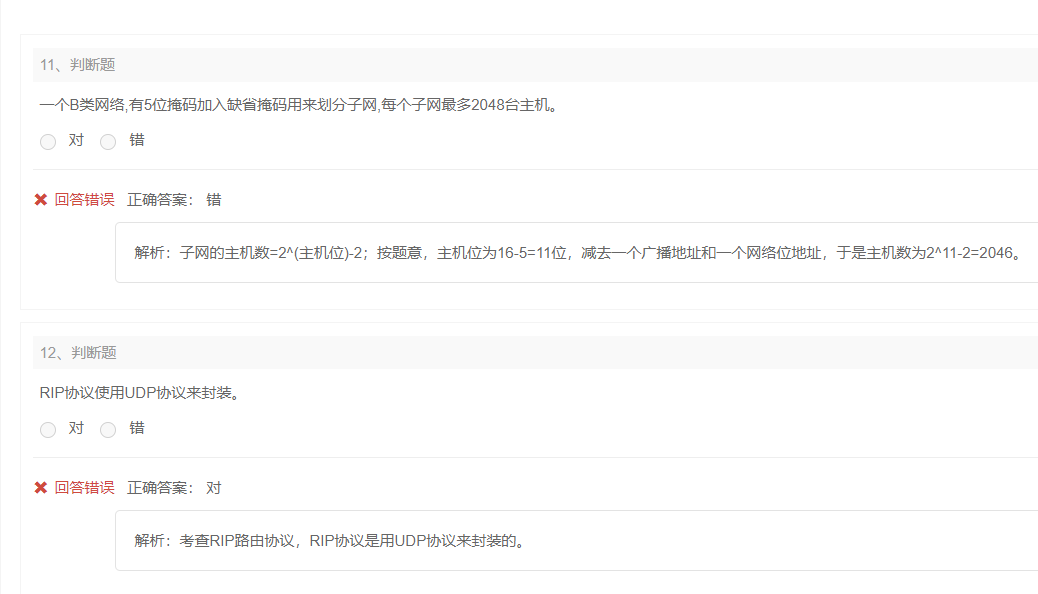 11、判断题
一个B类网络,有5位掩码加入缺省掩码用来划分子网,每个子网最多2048台主机。
对 错
回答错误 正确答案： 错
解析：子网的主机数=2^(主机位)-2；按题意，主机位为16-5=11位，减去一个广播地址和一个网络位地址，于是主机数为2^11-2=2046。
12、判断题
RIP协议使用UDP协议来封装。
对 错
回答错误 正确答案： 对
解析：考查RIP路由协议，RIP协议是用UDP协议来封装的。